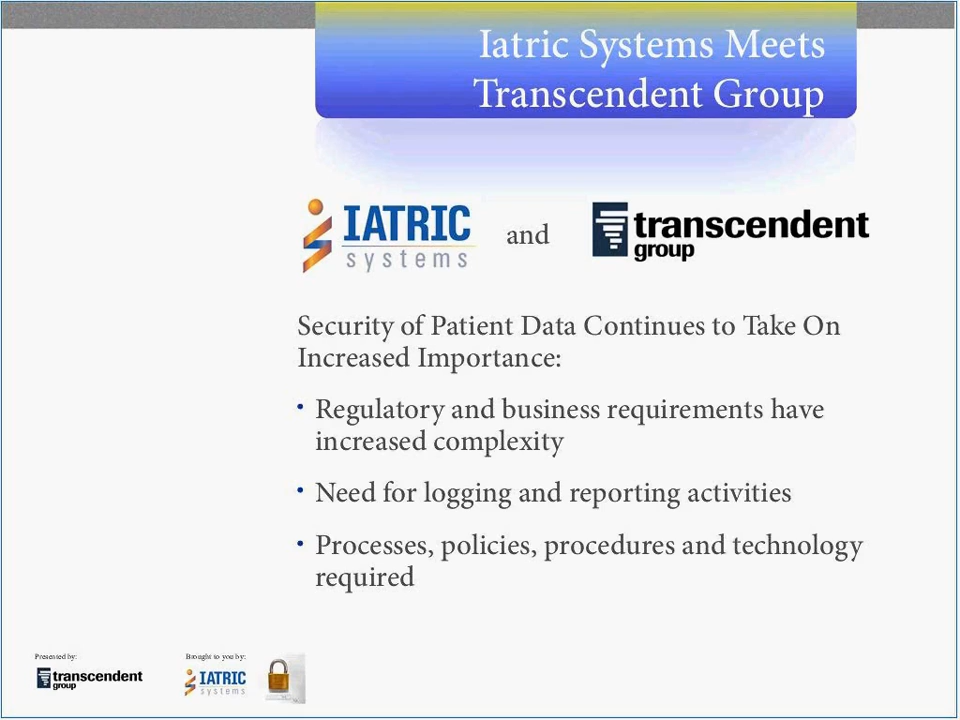 Iatric Systems Meets
Transcendent Group
IATRIC
systems
and
transcendent
group
Security of Patient Data Continues to Take On
Increased Importance:
• Regulatory and business requirements have
increased complexity
• Need for logging and reporting activities
• Processes, policies, procedures and technology
required
Presented by:
transcendent
group
Brought to you by:
IATRIC
systems